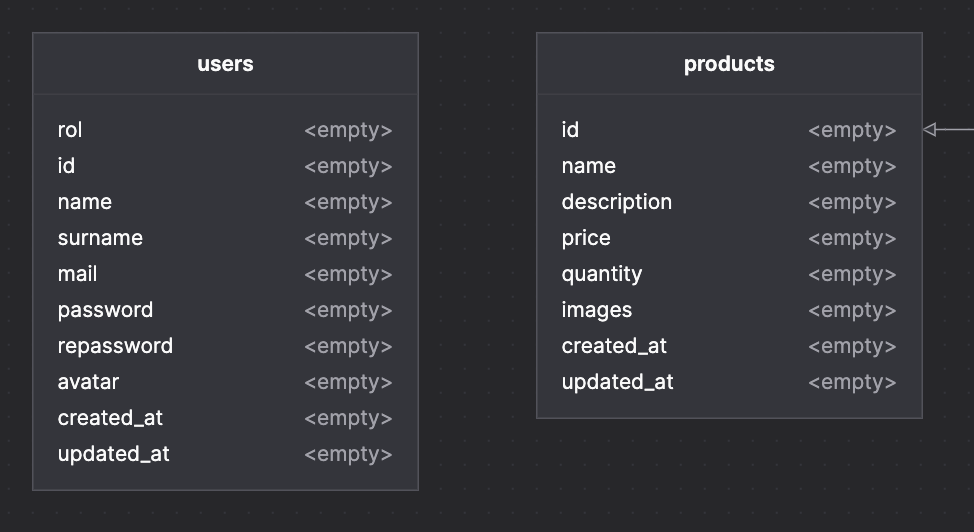 users
rol <empty>
id <empty>
name <empty>
surname <empty>
mail <empty>
password <empty>
repassword <empty>
avatar <empty>
created_at <empty>
updated_at <empty>
products
id <empty>
name <empty>
description <empty>
price <empty>
quantity <empty>
images <empty>
created_at <empty>
updated_at <empty>